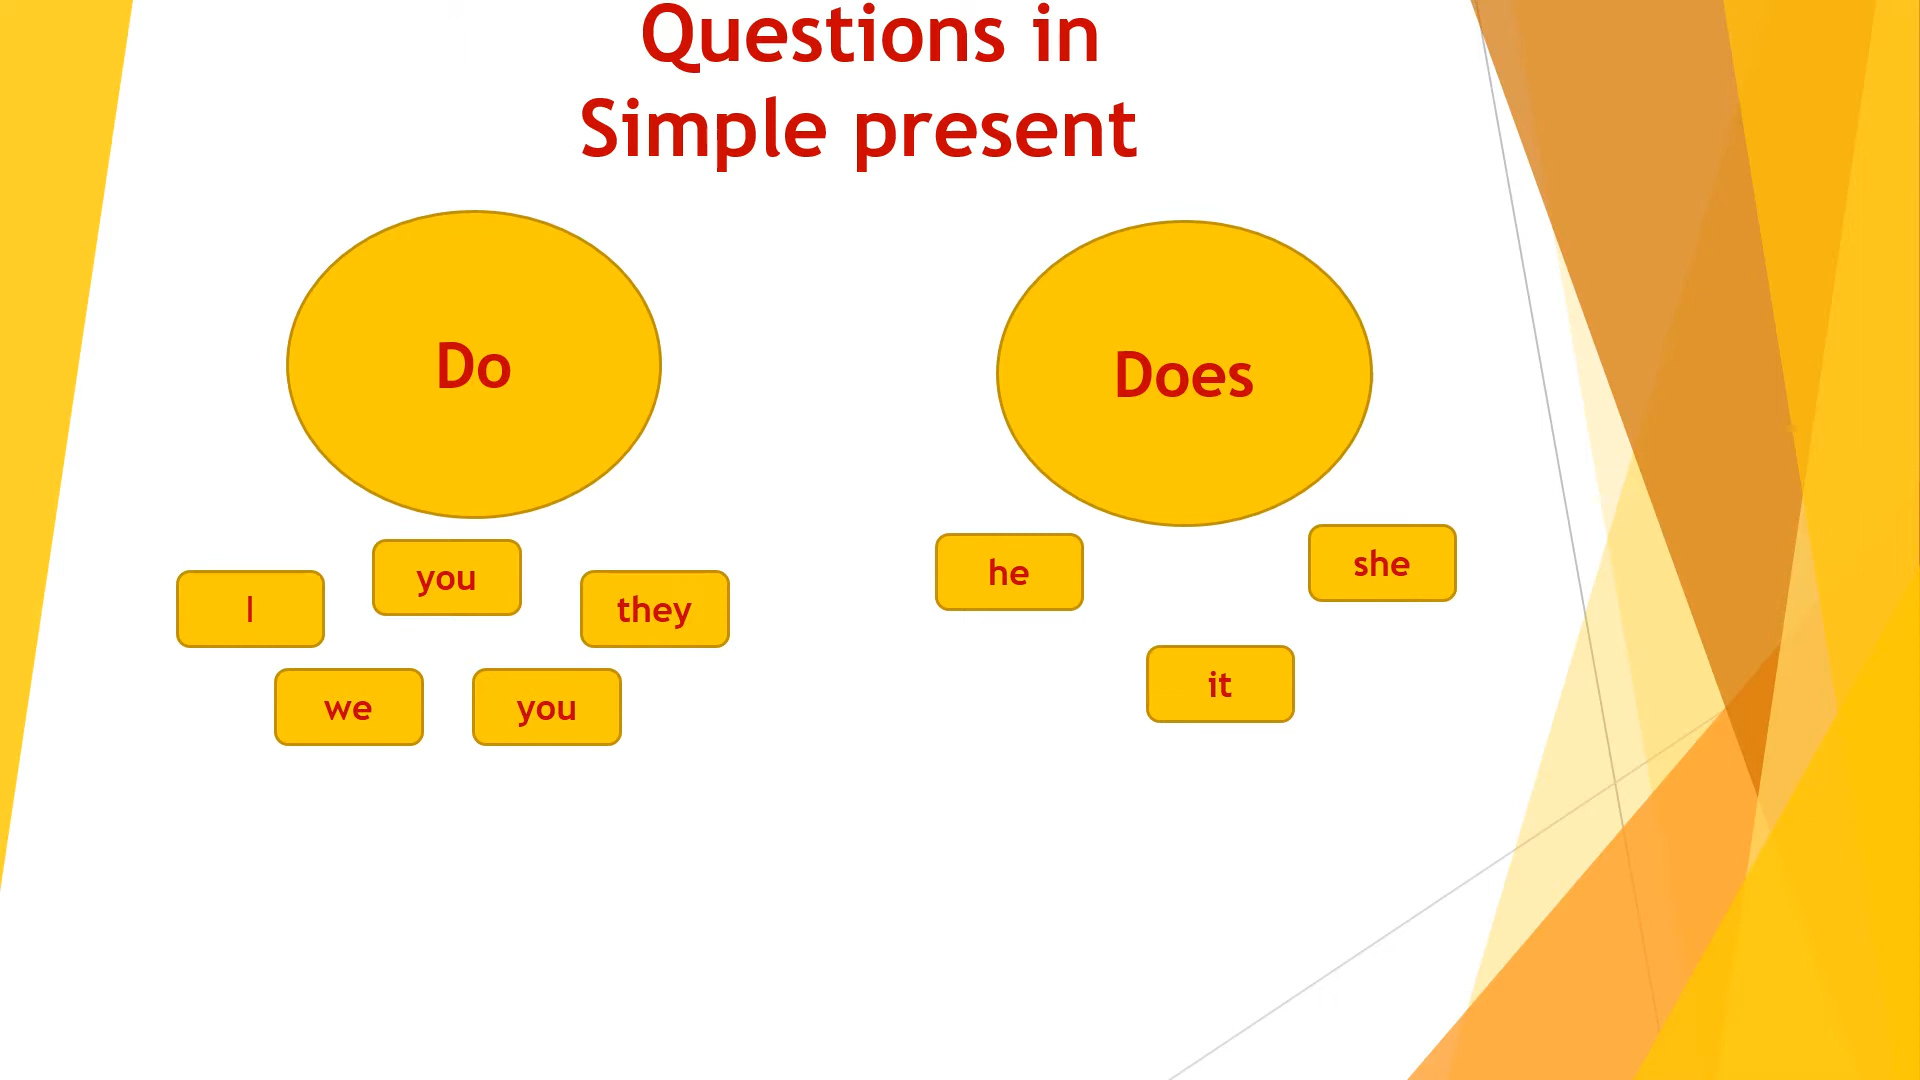 Questions in
Simple present
Do
Does
I
you
they
we
you
he
she
it